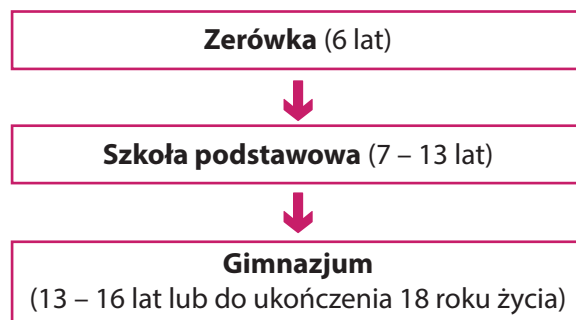 Zerówka (6 lat)
Szkoła podstawowa (7 – 13 lat)
Gimnazjum
(13 – 16 lat lub do ukończenia 18 roku życia)